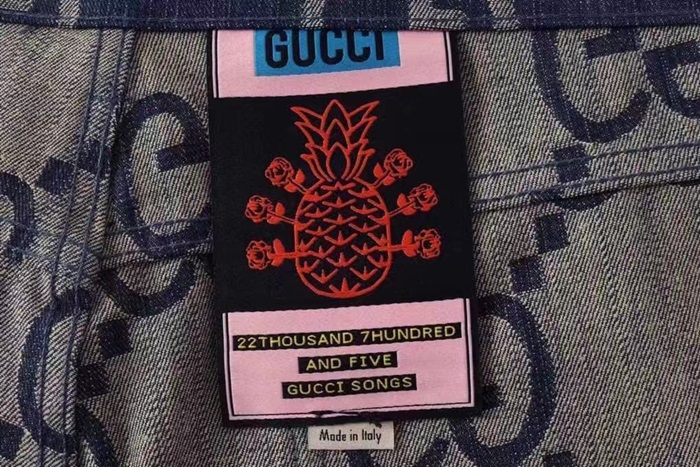 GUCCI
22THOUSAND 7HUNDRED
AND FIVE
GUCCI SONGS
Made in Italy